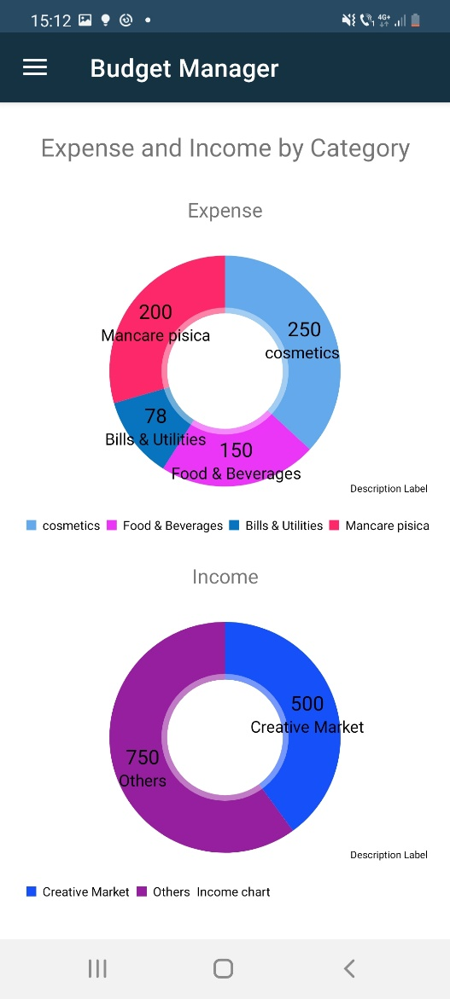 15:12
4G+
Budget Manager
Expense and Income by Category
Expense
200
Mancare pisica
250
cosmetics
78
Bills & Utilities
150
Food & Beverages
Description Label
cosmetics Food & Beverages Bills & Utilities Mancare pisica
Income
500
Creative Market
750
Others
Description Label
Creative Market Others Income chart